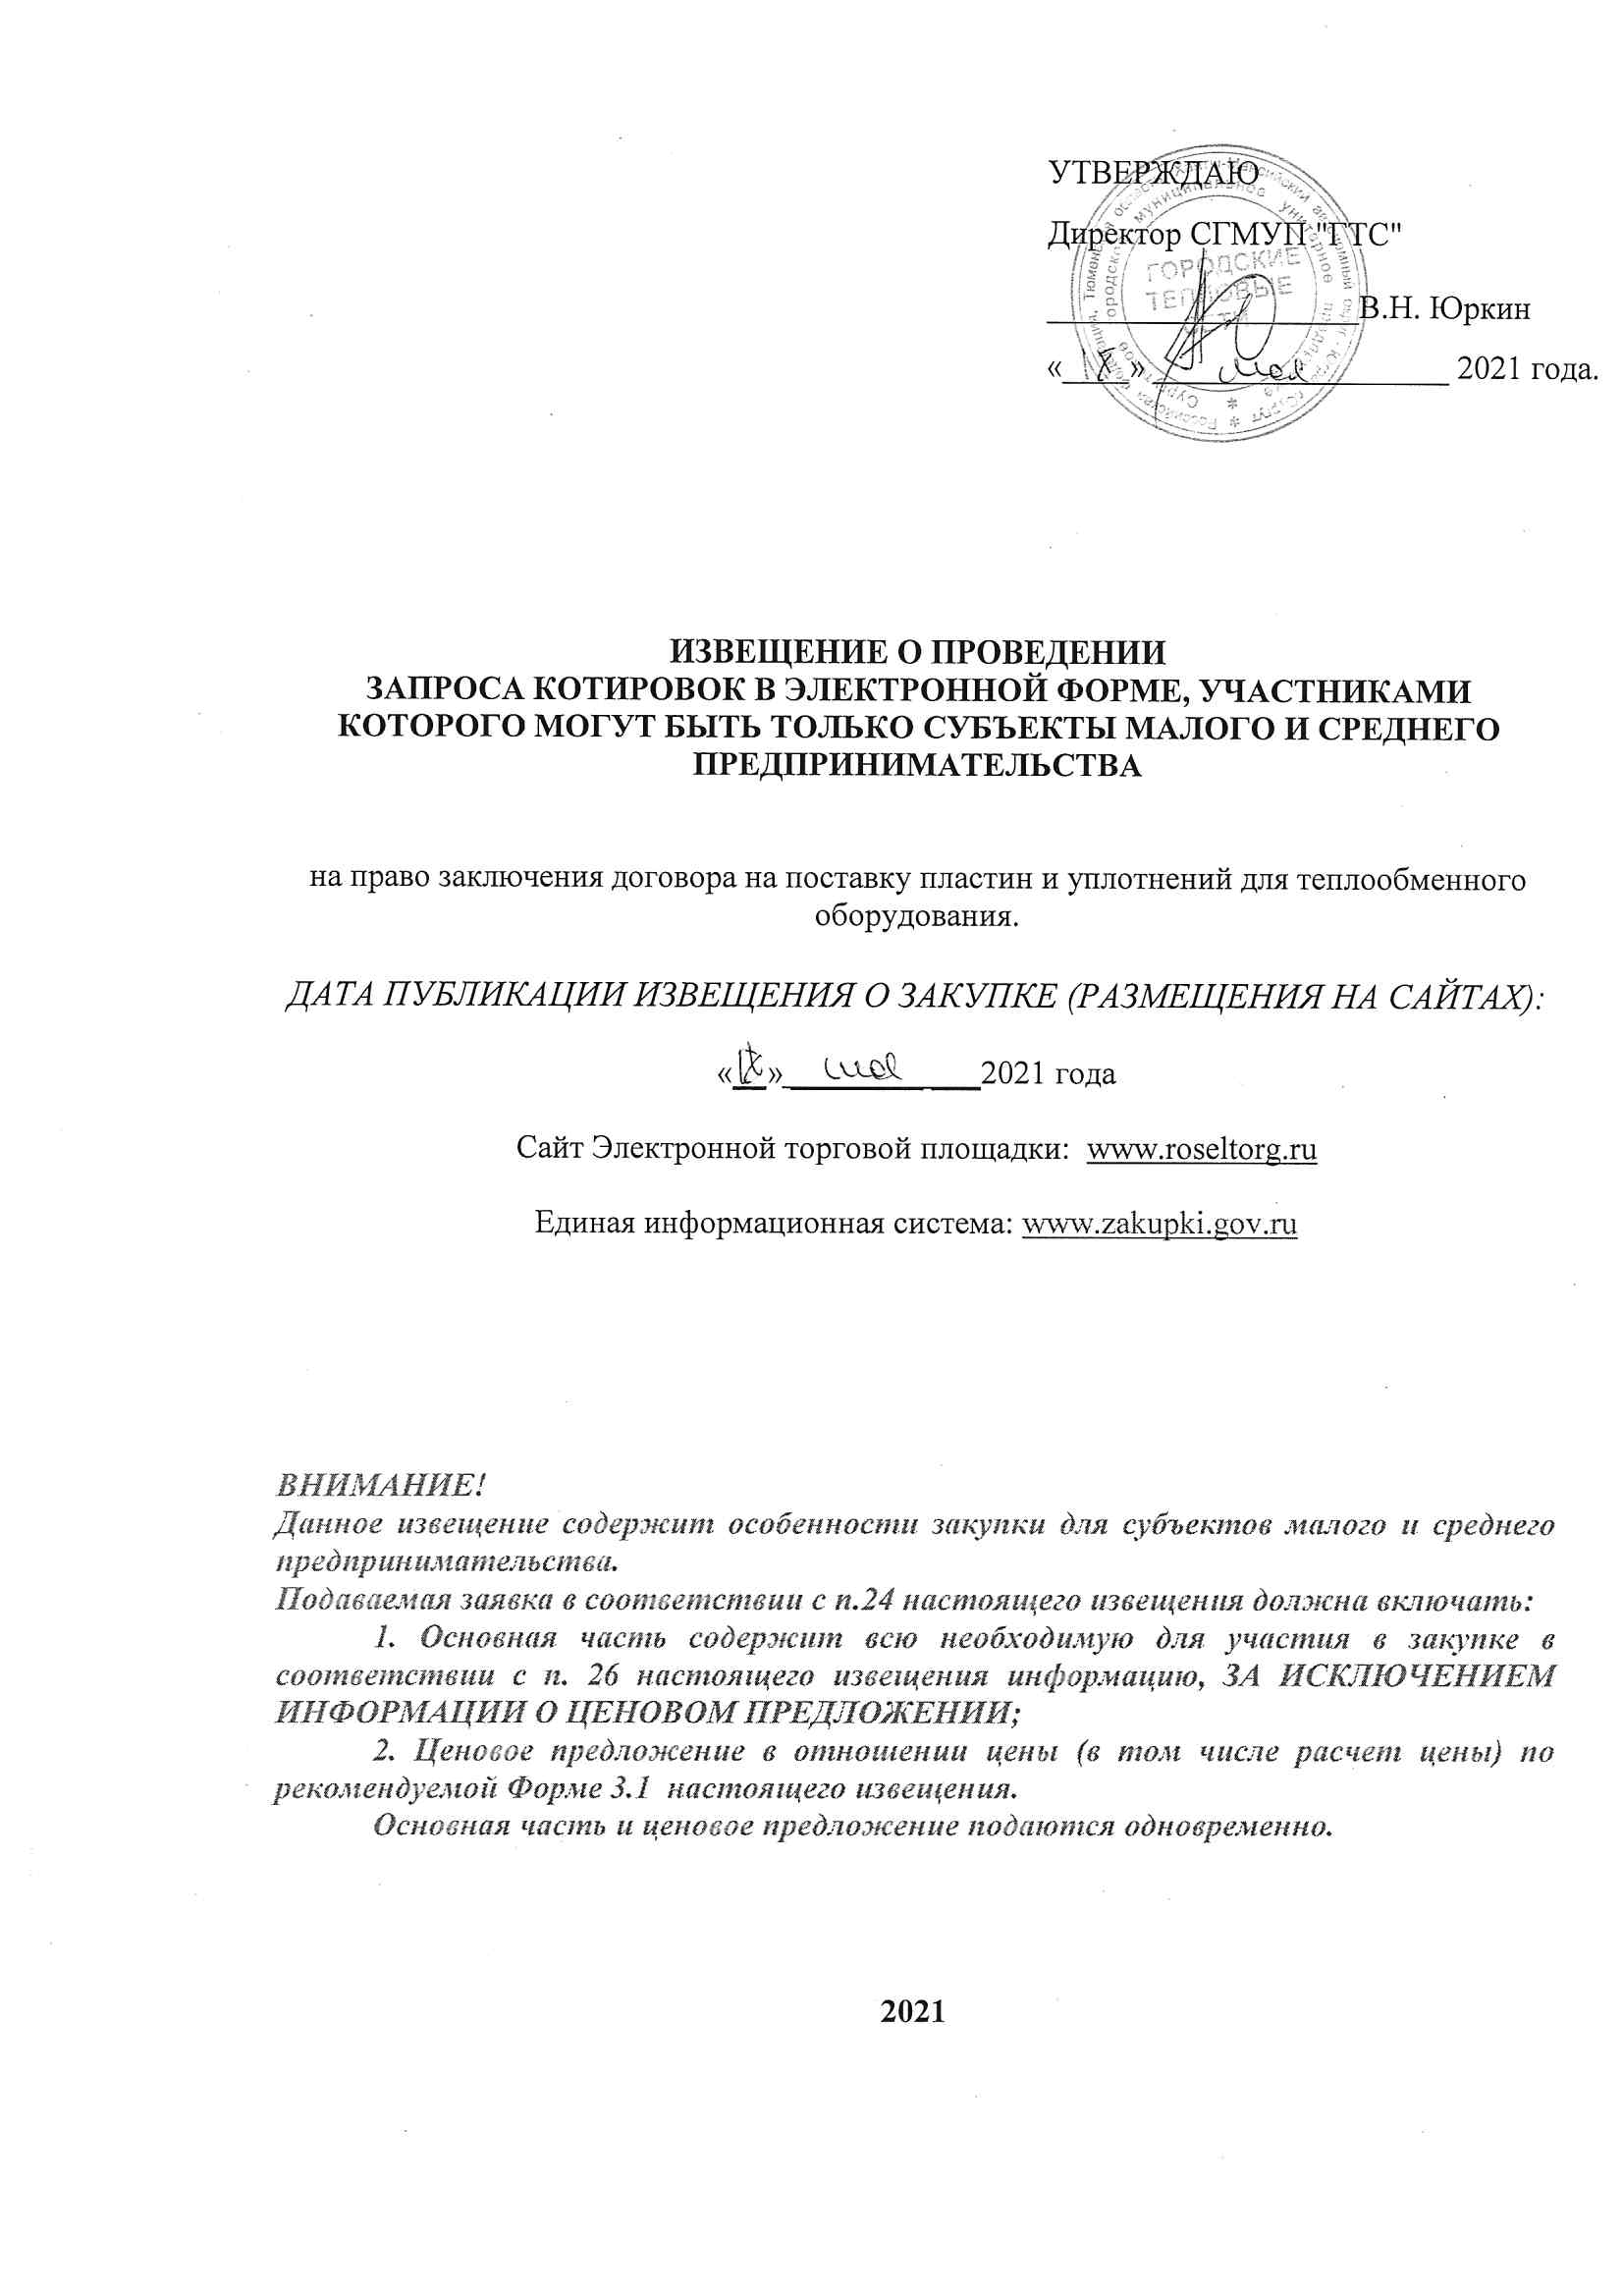 УТВЕРЖДАЮ
Директор СГМУП "ГТС"
ГОРОДСКИЕ
ТЕПЛОВЫЕ
СЕТИ
В.Н. Юркин
« » мая 2021 года.
ИЗВЕЩЕНИЕ О ПРОВЕДЕНИИ
ЗАПРОСА КОТИРОВОК В ЭЛЕКТРОННОЙ ФОРМЕ, УЧАСТНИКАМИ
КОТОРОГО МОГУТ БЫТЬ ТОЛЬКО СУБЪЕКТЫ МАЛОГО И СРЕДНЕГО
ПРЕДПРИНИМАТЕЛЬСТВА
на право заключения договора на поставку пластин и уплотнений для теплообменного
оборудования.
ДАТА ПУБЛИКАЦИИ ИЗВЕЩЕНИЯ О ЗАКУПКЕ (РАЗМЕЩЕНИЯ НА САЙТАХ):
« » мая 2021 года
Сайт Электронной торговой площадки: www.roseltorg.ru
Единая информационная система: www.zakupki.gov.ru
ВНИМАНИЕ!
Данное извещение содержит особенности закупки для субъектов малого и среднего
предпринимательства.
Подаваемая заявка в соответствии с п.24 настоящего извещения должна включать:
1. Основная часть содержит всю необходимую для участия в закупке в
соответствии с п. 26 настоящего извещения информацию, ЗА ИСКЛЮЧЕНИЕМ
ИНФОРМАЦИИ О ЦЕНОВОМ ПРЕДЛОЖЕНИИ;
2. Ценовое предложение в отношении цены (в том числе расчет цены) по
рекомендуемой Форме 3.1 настоящего извещения.
Основная часть и ценовое предложение подаются одновременно.
2021